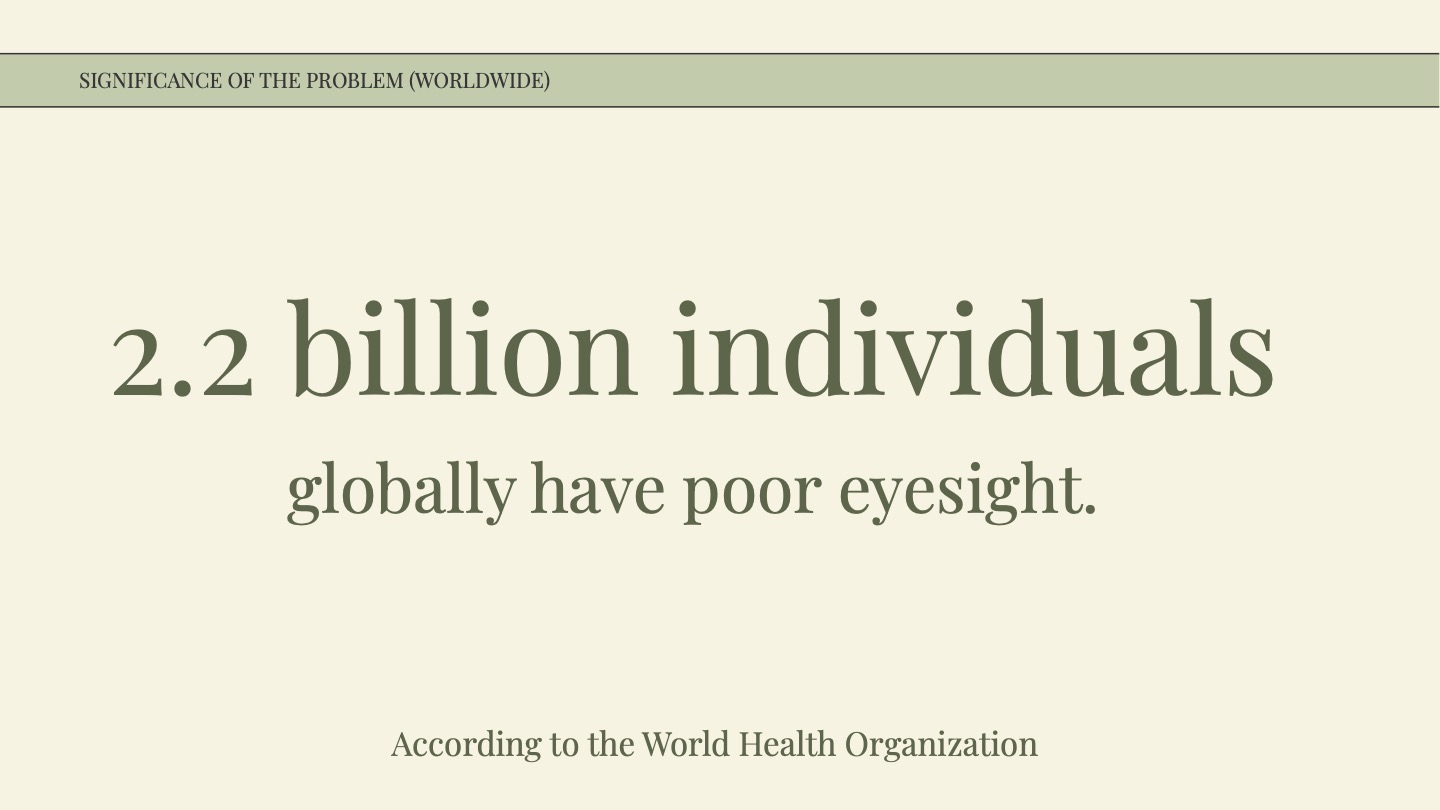 SIGNIFICANCE OF THE PROBLEM (WORLDWIDE)
2.2 billion individuals
globally have poor eyesight.
According to the World Health Organization